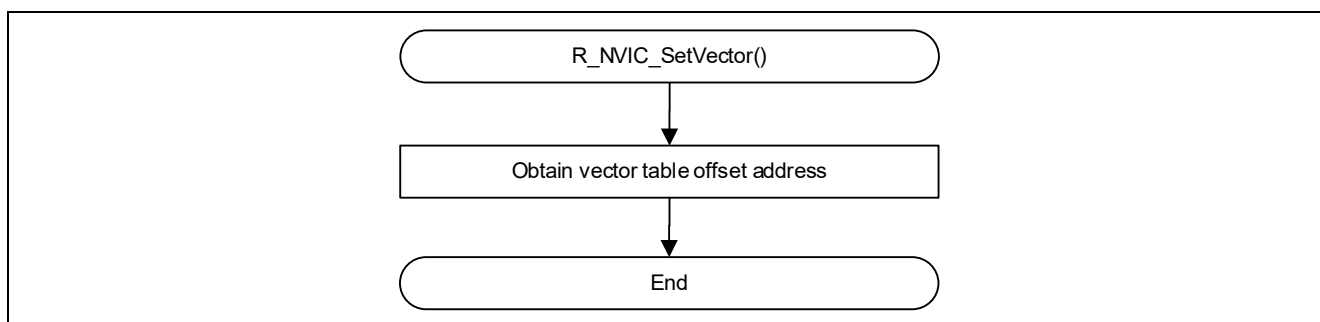 R_NVIC_SetVector()
Obtain vector table offset address
End